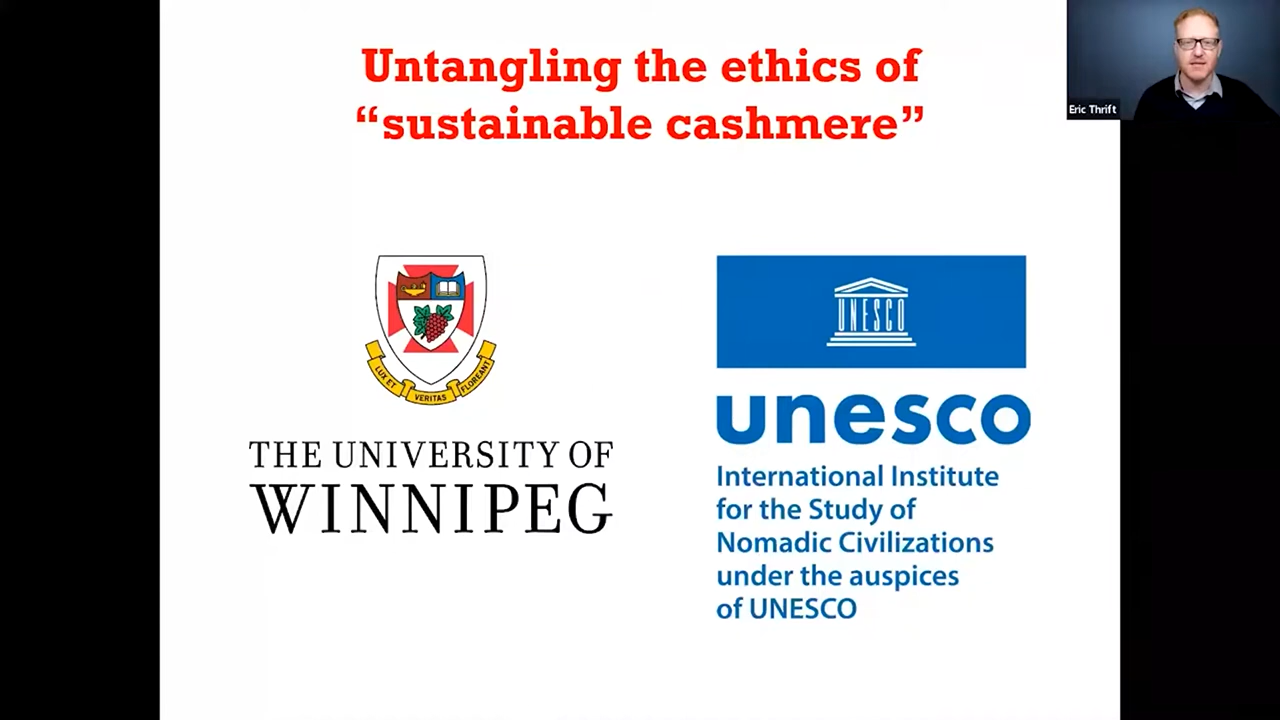 Untangling the ethics of
“sustainable cashmere”
Eric Thrift
LUX ET VERITAS FLOREANT
THE UNIVERSITY OF
WINNIPEG
UNESCO
unesco
International Institute
for the Study of
Nomadic Civilizations
under the auspices
of UNESCO